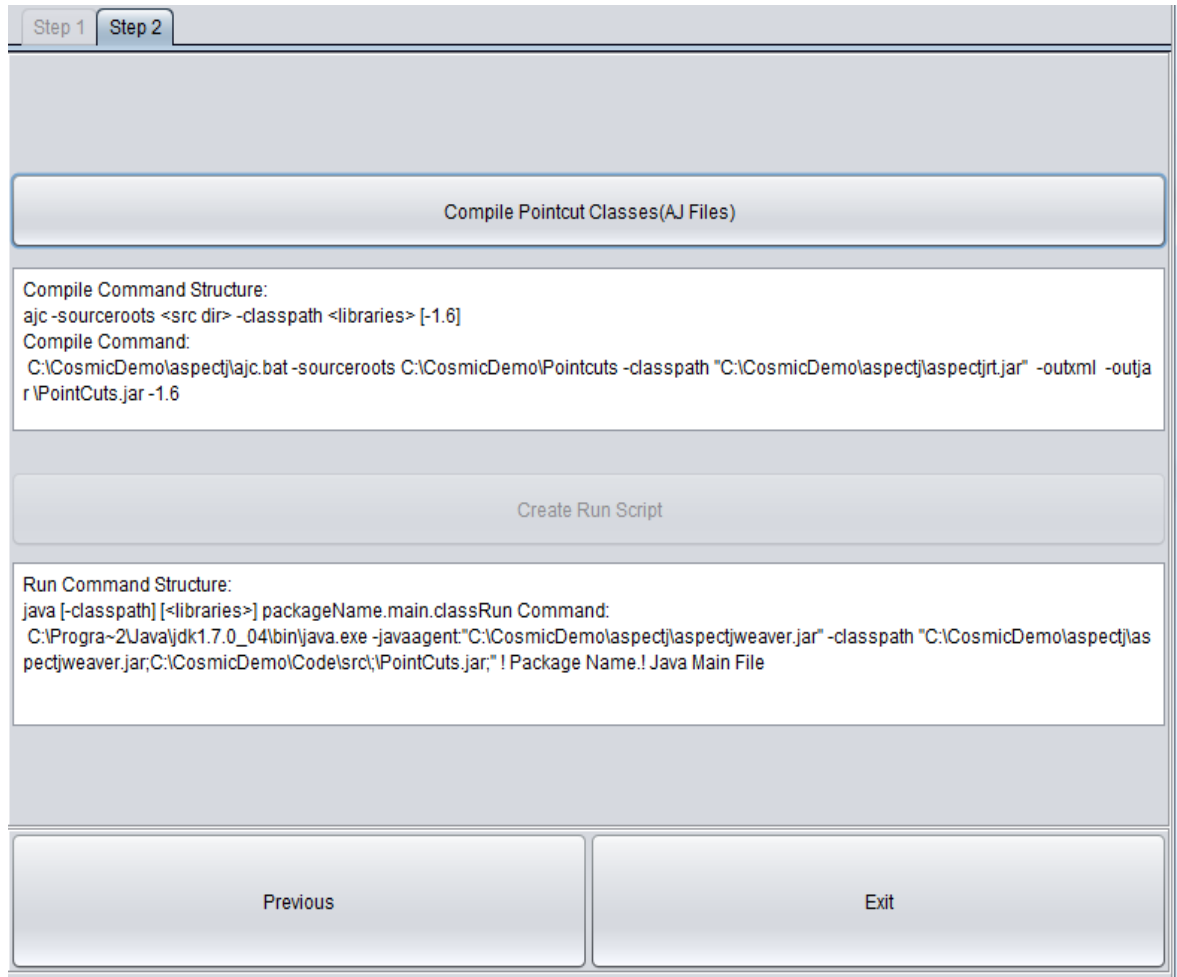 Step 1 Step 2
Compile Pointcut Classes(AJ Files)
Compile Command Structure:
ajc -sourceroots <src dir> -classpath <libraries> [-1.6]
Compile Command:
C:\CosmicDemo\aspectj\ajc.bat -sourceroots C:\CosmicDemo\Pointcuts -classpath "C:\CosmicDemo\aspectj\aspectjrt.jar"  -outxml  -outja
r \PointCuts.jar -1.6
Create Run Script
Run Command Structure:
java [-classpath] [<libraries>] packageName.main.classRun Command:
C:\Progra~2\Java\jdk1.7.0_04\bin\java.exe -javaagent:"C:\CosmicDemo\aspectj\aspectjweaver.jar" -classpath "C:\CosmicDemo\aspectj\as
pectjweaver.jar;C:\CosmicDemo\Code\src\;\PointCuts.jar;" ! Package Name.! Java Main File
Previous Exit